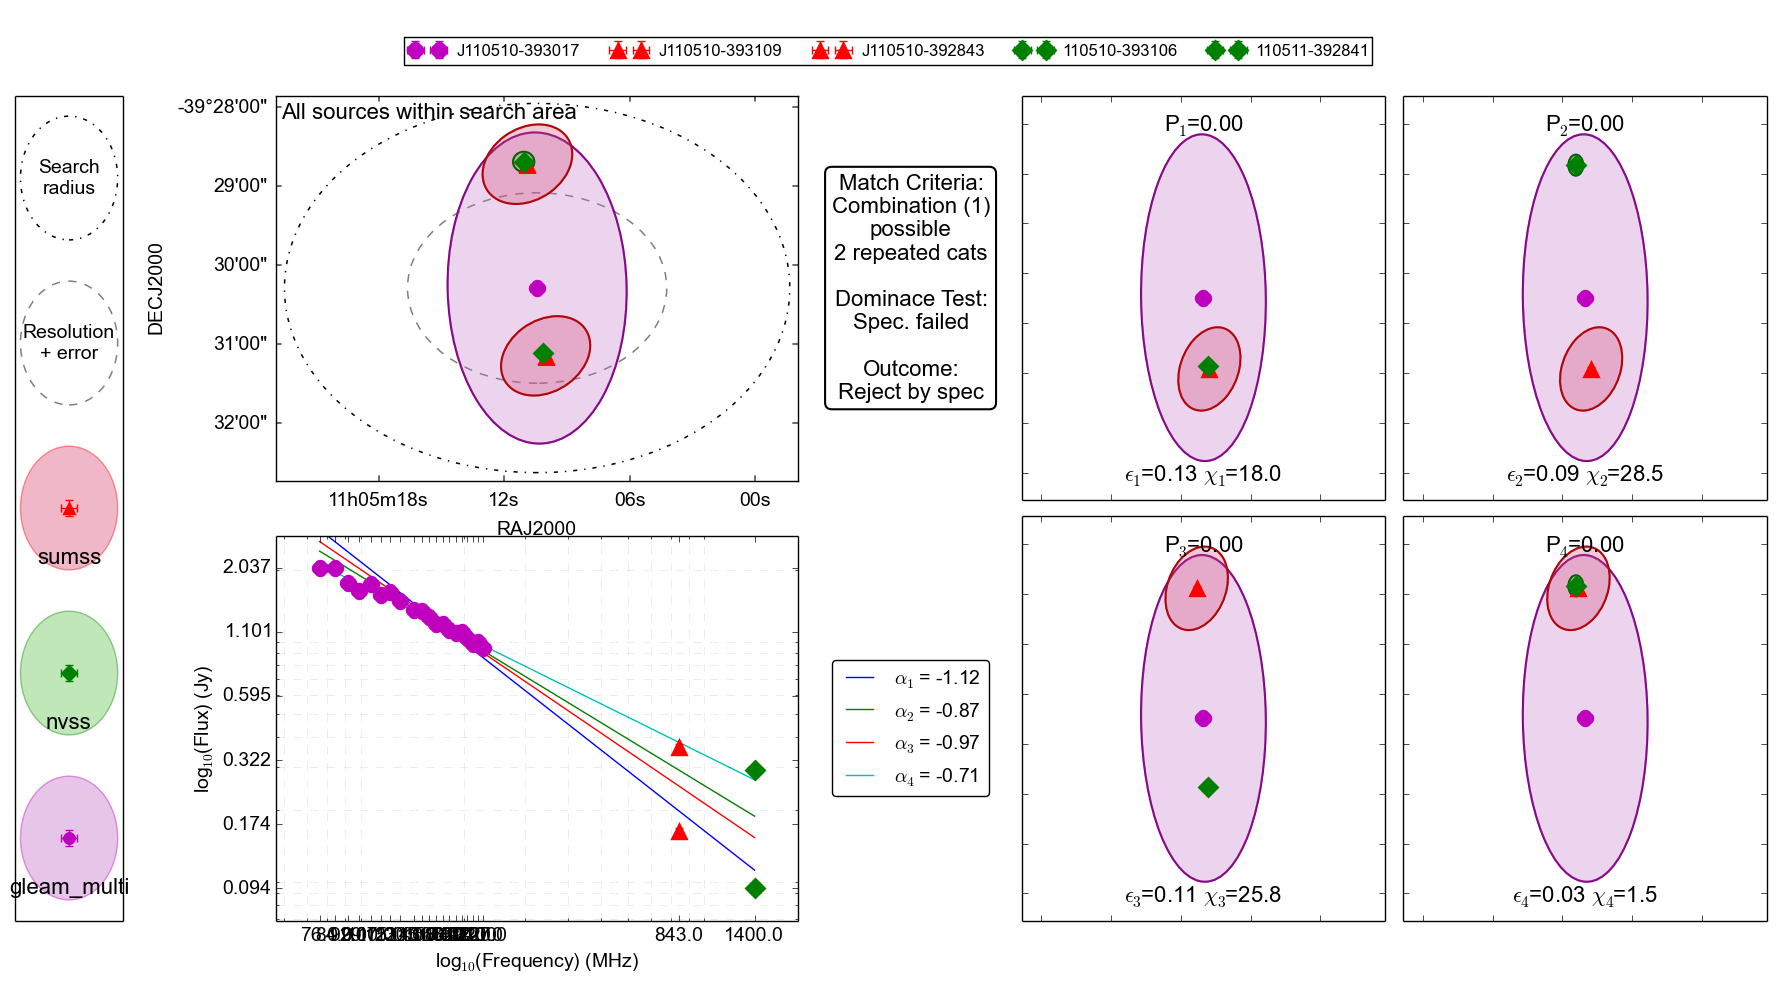 J110510-393017 J110510-393109 J110510-392843 110510-393106 110511-392841
Search
radius
Resolution
+ error
sumss
nvss
gleam_multi
All sources within search area
DECJ2000
-39°28'00"
29'00"
30'00"
31'00"
32'00"
11h05m18s 12s 06s 00s
RAJ2000
Match Criteria:
Combination (1)
possible
2 repeated cats
Dominace Test:
Spec. failed
Outcome:
Reject by spec
P1=0.00
ϵ1=0.13 χ1=18.0
P2=0.00
ϵ2=0.09 χ2=28.5
log10(Flux) (Jy)
2.037
1.101
0.595
0.322
0.174
0.094
843.0 1400.0
log10(Frequency) (MHz)
α1 = -1.12
α2 = -0.87
α3 = -0.97
α4 = -0.71
P3=0.00
ϵ3=0.11 χ3=25.8
P4=0.00
ϵ4=0.03 χ4=1.5